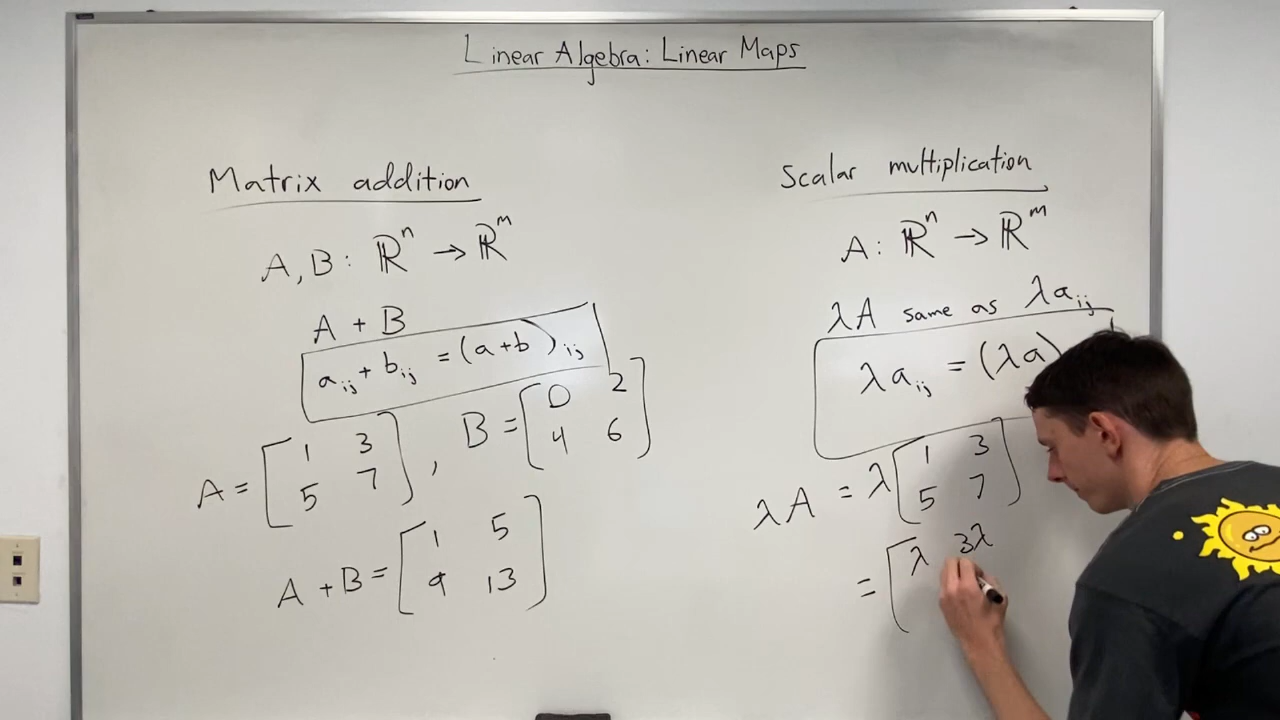 Linear Algebra: Linear Maps
Matrix addition
A, B: ℝⁿ → ℝᵐ
A + B
aᵢⱼ + bᵢⱼ = (a+b)ᵢⱼ
A = [1 3
5 7] , B = [0 2
4 6]
A + B = [1 5
9 13]
Scalar multiplication
A: ℝⁿ → ℝᵐ
λA same as λaᵢⱼ
λaᵢⱼ = (λa)
λA = λ[1 3
5 7]
= [λ 3λ